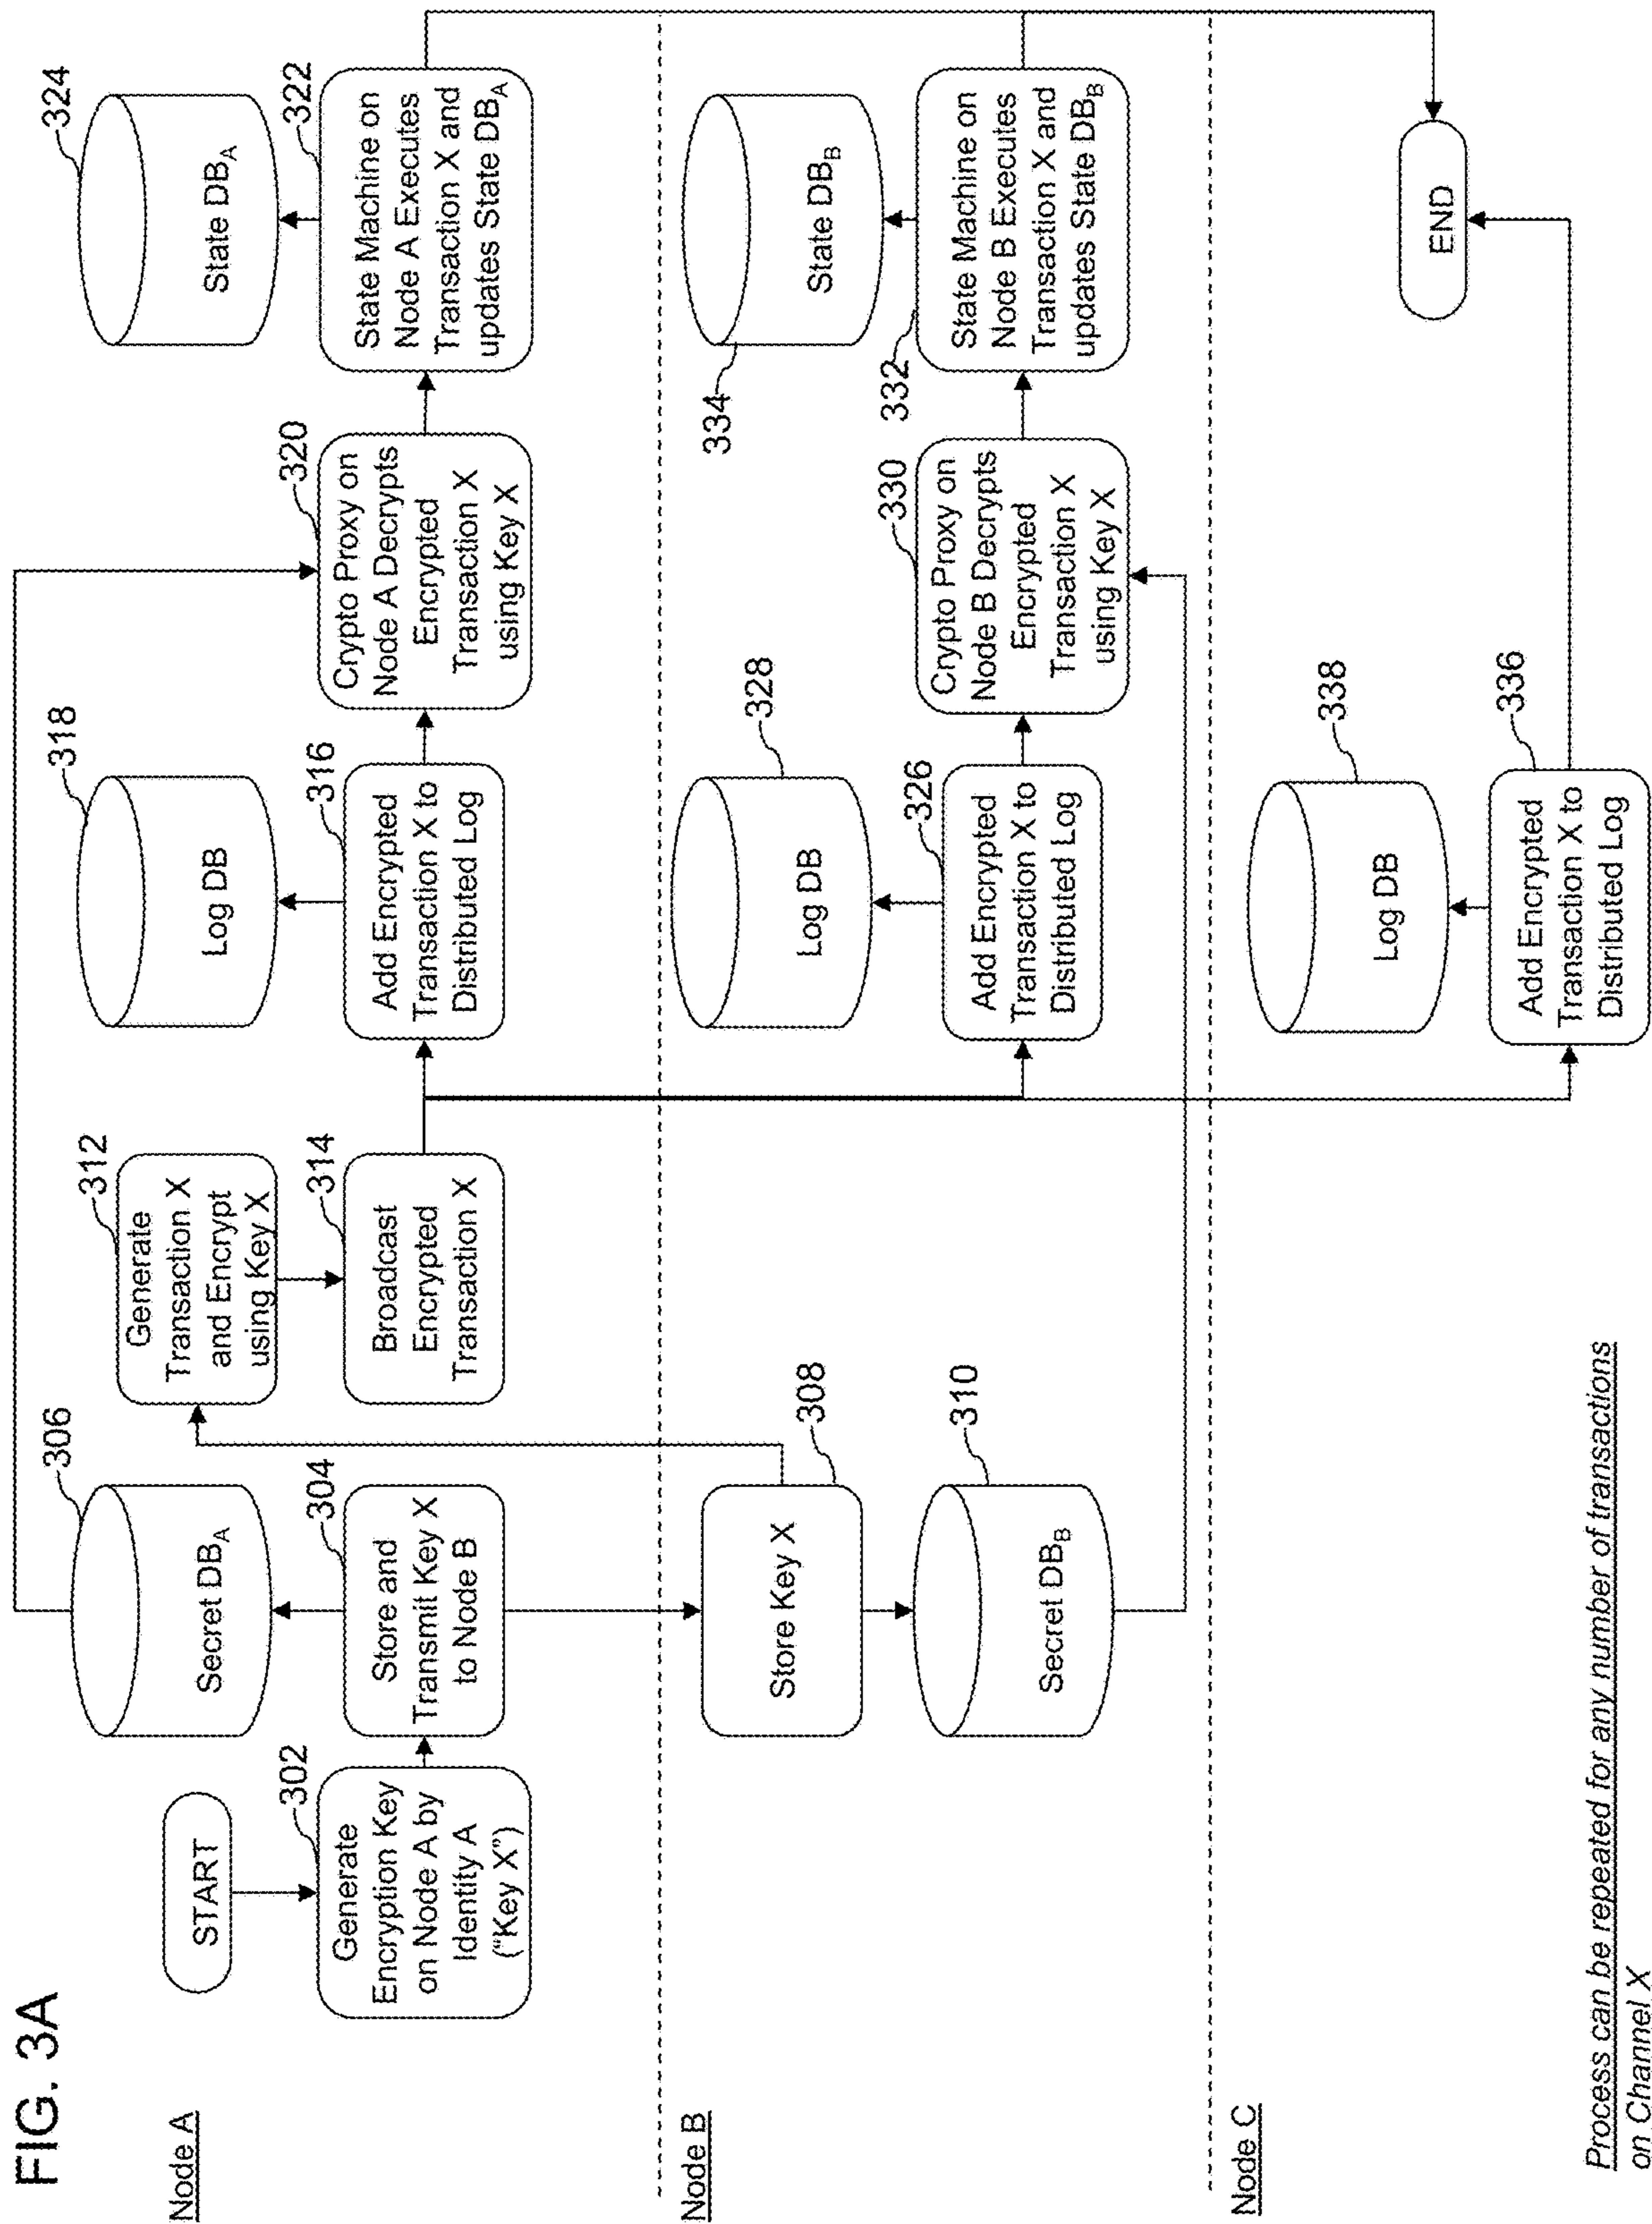 FIG. 3A
Node A
START
302
Generate
Encryption Key
on Node A by
Identity A
("Key X")
306
Secret DBA
304
Store and
Transmit Key X
to Node B
312
Generate
Transaction X
and Encrypt
using Key X
314
Broadcast
Encrypted
Transaction X
318
Log DB
316
Add Encrypted
Transaction X to
Distributed Log
320
Crypto Proxy on
Node A Decrypts
Encrypted
Transaction X
using Key X
324
State DBA
322
State Machine on
Node A Executes
Transaction X and
updates State DBA
Node B
308
Store Key X
310
Secret DBB
328
Log DB
326
Add Encrypted
Transaction X to
Distributed Log
330
Crypto Proxy on
Node B Decrypts
Encrypted
Transaction X
using Key X
334
State DBB
332
State Machine on
Node B Executes
Transaction X and
updates State DBB
Node C
338
Log DB
336
Add Encrypted
Transaction X to
Distributed Log
END
Process can be repeated for any number of transactions
on Channel X